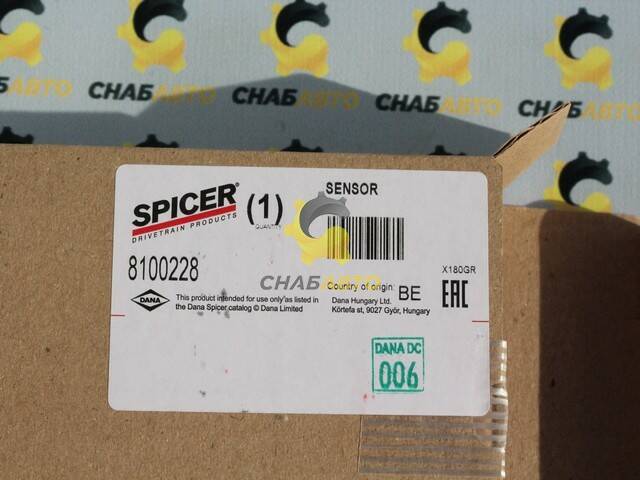 СНАБАВТО СНАБАВТО СНАБАВТО СНАБАВТО
SPICER® (1) SENSOR
DRIVETRAIN PRODUCTS QUANTITY
8100228 X180GR
СНАБАВТО
Country of origin BE EAC
DANA This product intended for use only as listed in
the Dana Spicer catalog © Dana Limited
Dana Hungary Ltd.
Körtefa st, 9027 Győr, Hungary
DANA DC
006